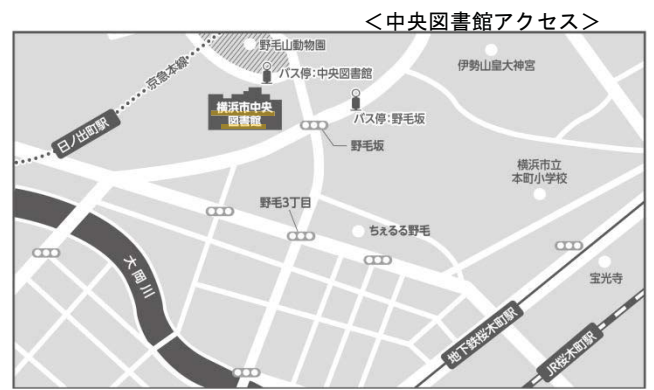 ＜中央図書館アクセス＞
野毛山動物園
伊勢山皇大神宮
京急本線
バス停:中央図書館
横浜市中央
図書館
バス停:野毛坂
日ノ出町駅
野毛坂
横浜市立
本町小学校
野毛3丁目
ちぇるる野毛
大岡川
宝光寺
地下鉄桜木町駅
JR桜木町駅